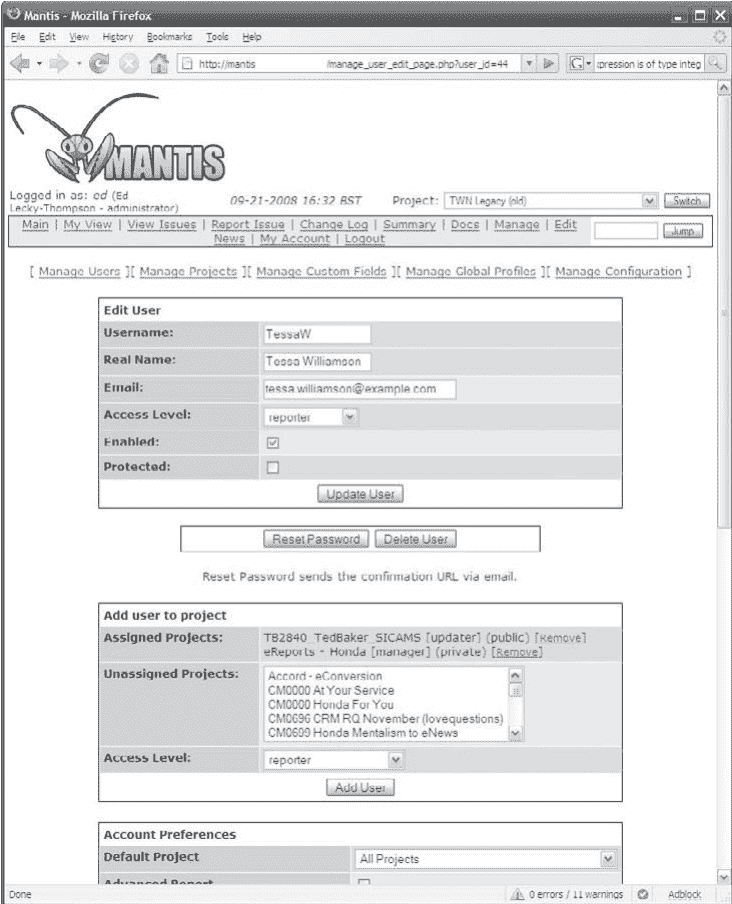 Mantis - Mozilla Firefox
File Edit View History Bookmarks Tools Help
http://mantis /manage_user_edit_page.php?user_id=44 G pression is of type integ
MANTIS
Logged in as: ed (Ed
Lecky-Thompson - administrator)
09-21-2008 16:32 BST
Project: TWN Legacy (old) Switch
Main | My View | View Issues | Report Issue | Change Log | Summary | Docs | Manage | Edit
News | My Account | Logout
Jump
[ Manage Users ][ Manage Projects ][ Manage Custom Fields ][ Manage Global Profiles ][ Manage Configuration ]
Edit User
Username: TessaW
Real Name: Tessa Williamson
Email: tessa.williamson@example.com
Access Level: reporter
Enabled:
Protected:
Update User
Reset Password Delete User
Reset Password sends the confirmation URL via email.
Add user to project
Assigned Projects: TB2840_TedBaker_SICAMS [updater] (public) [Remove]
eReports - Honda [manager] (private) [Remove]
Unassigned Projects: Accord - eConversion
CM0000 At Your Service
CM0000 Honda For You
CM0696 CRM RQ November (lovequestions)
CM0699 Honda Mentalism to eNews
Access Level: reporter
Add User
Account Preferences
Default Project All Projects
Advanced Report
Done 0 errors / 11 warnings Adblock